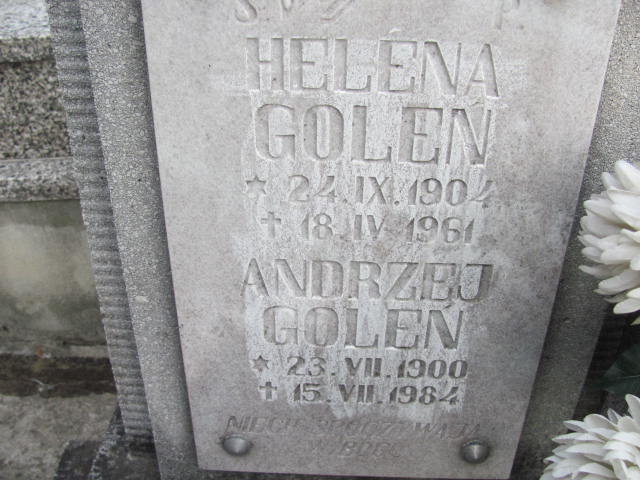 HELENA
GOLEŃ
* 24.IX.1904
+ 18.IV.1961
ANDRZEJ
GOLEŃ
* 23.VII.1900
+ 15.VII.1984
NIECH SPOCZYWAJĄ
W BOGU